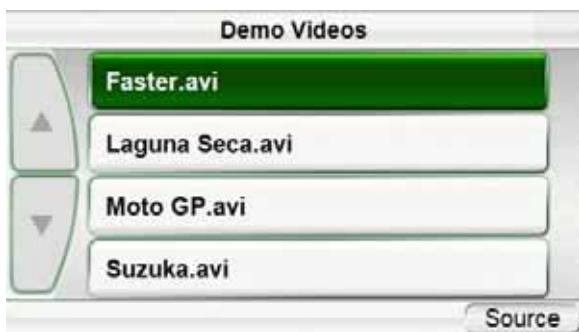 Demo Videos
Faster.avi
Laguna Seca.avi
Moto GP.avi
Suzuka.avi
Source